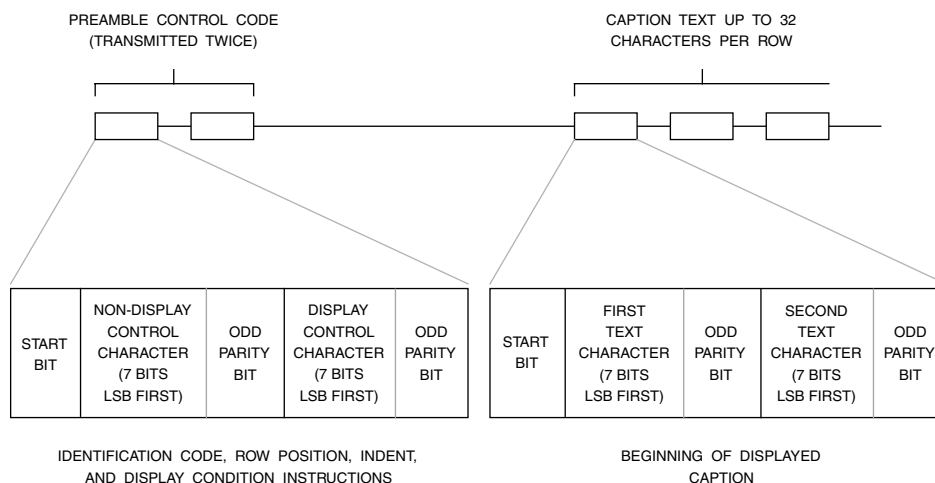 PREAMBLE CONTROL CODE
(TRANSMITTED TWICE)
CAPTION TEXT UP TO 32
CHARACTERS PER ROW
START
BIT
NON-DISPLAY
CONTROL
CHARACTER
(7 BITS
LSB FIRST)
ODD
PARITY
BIT
DISPLAY
CONTROL
CHARACTER
(7 BITS
LSB FIRST)
ODD
PARITY
BIT
START
BIT
FIRST
TEXT
CHARACTER
(7 BITS
LSB FIRST)
ODD
PARITY
BIT
SECOND
TEXT
CHARACTER
(7 BITS
LSB FIRST)
ODD
PARITY
BIT
IDENTIFICATION CODE, ROW POSITION, INDENT,
AND DISPLAY CONDITION INSTRUCTIONS
BEGINNING OF DISPLAYED
CAPTION